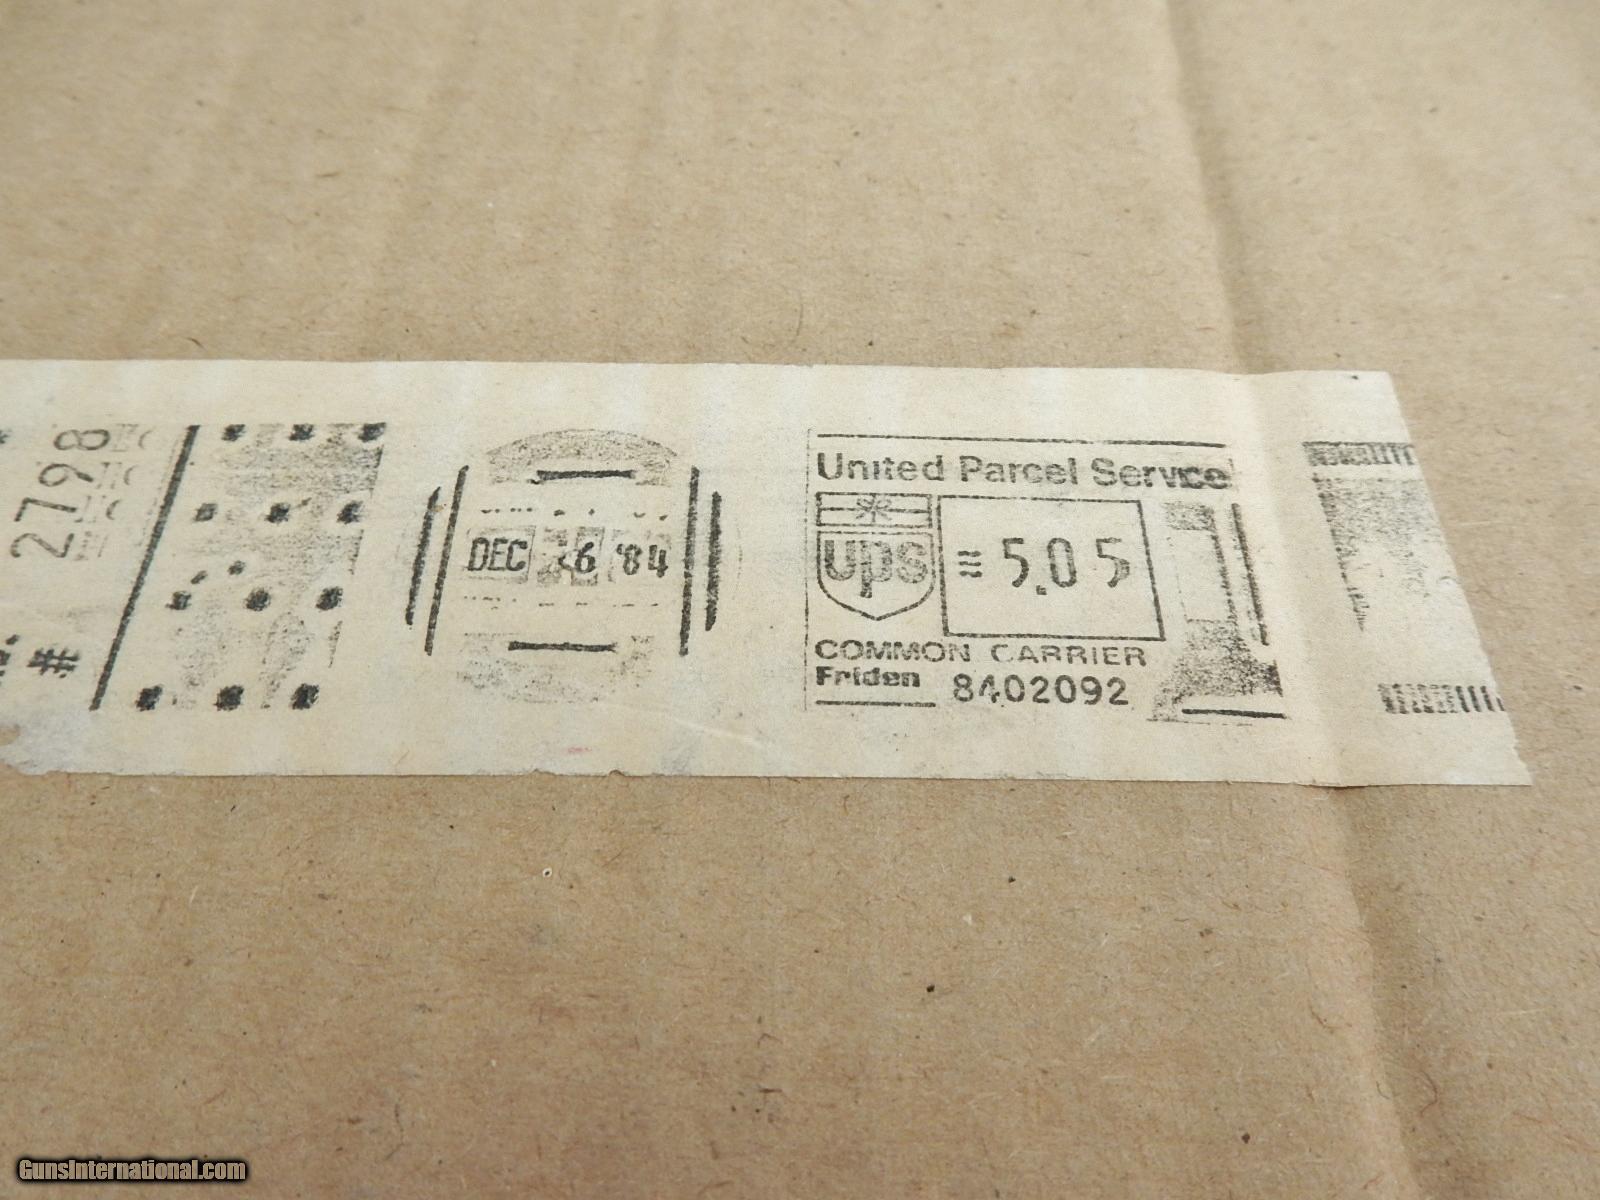 # 2798
DEC 6 '84
United Parcel Service
ups
≈ 5.05
COMMON CARRIER
Friden 8402092
GunsInternational.com